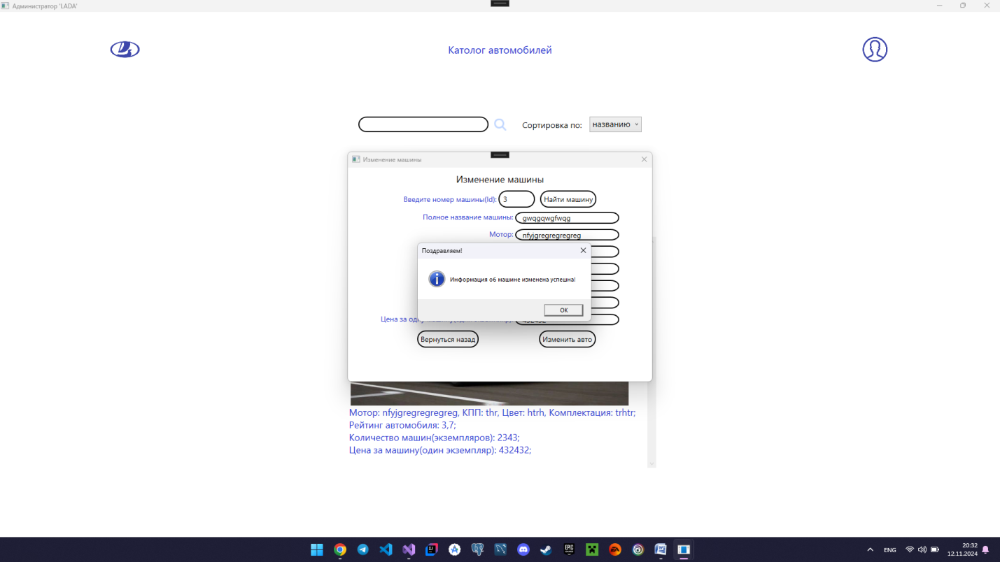 Администратор 'LADA'
Католог автомобилей
Сортировка по: названию
Изменение машины
Изменение машины
Введите номер машины(Id): 3 Найти машину
Полное название машины: gwqgqwgfwqg
Мотор: nfyjgregregregreg
Поздравляем!
Информация об машине изменена успешна!
ОК
Цена за
Вернуться назад Изменить авто
Мотор: nfyjgregregregreg, КПП: thr, Цвет: htrh, Комплектация: trhtr;
Рейтинг автомобиля: 3,7;
Количество машин(экземпляров): 2343;
Цена за машину(один экземпляр): 432432;
ENG
20:32
12.11.2024